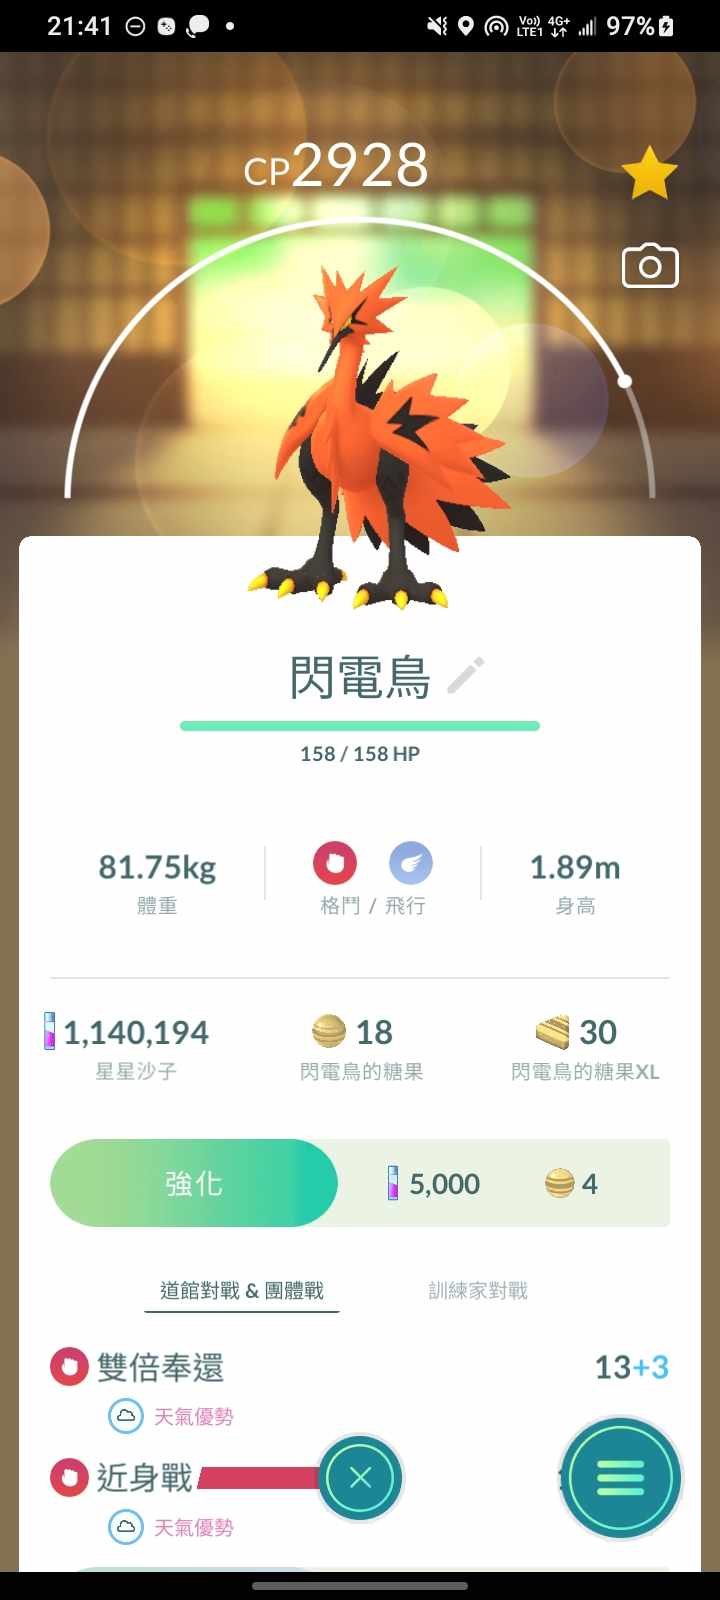 21:41
Vo)) LTE1 4G+ 97%
CP2928
閃電鳥
158 / 158 HP
81.75kg 1.89m
體重 格鬥 / 飛行 身高
1,140,194 18 30
星星沙子 閃電鳥的糖果 閃電鳥的糖果XL
強化 5,000 4
道館對戰 & 團體戰 訓練家對戰
雙倍奉還 13+3
天氣優勢
近身戰
天氣優勢